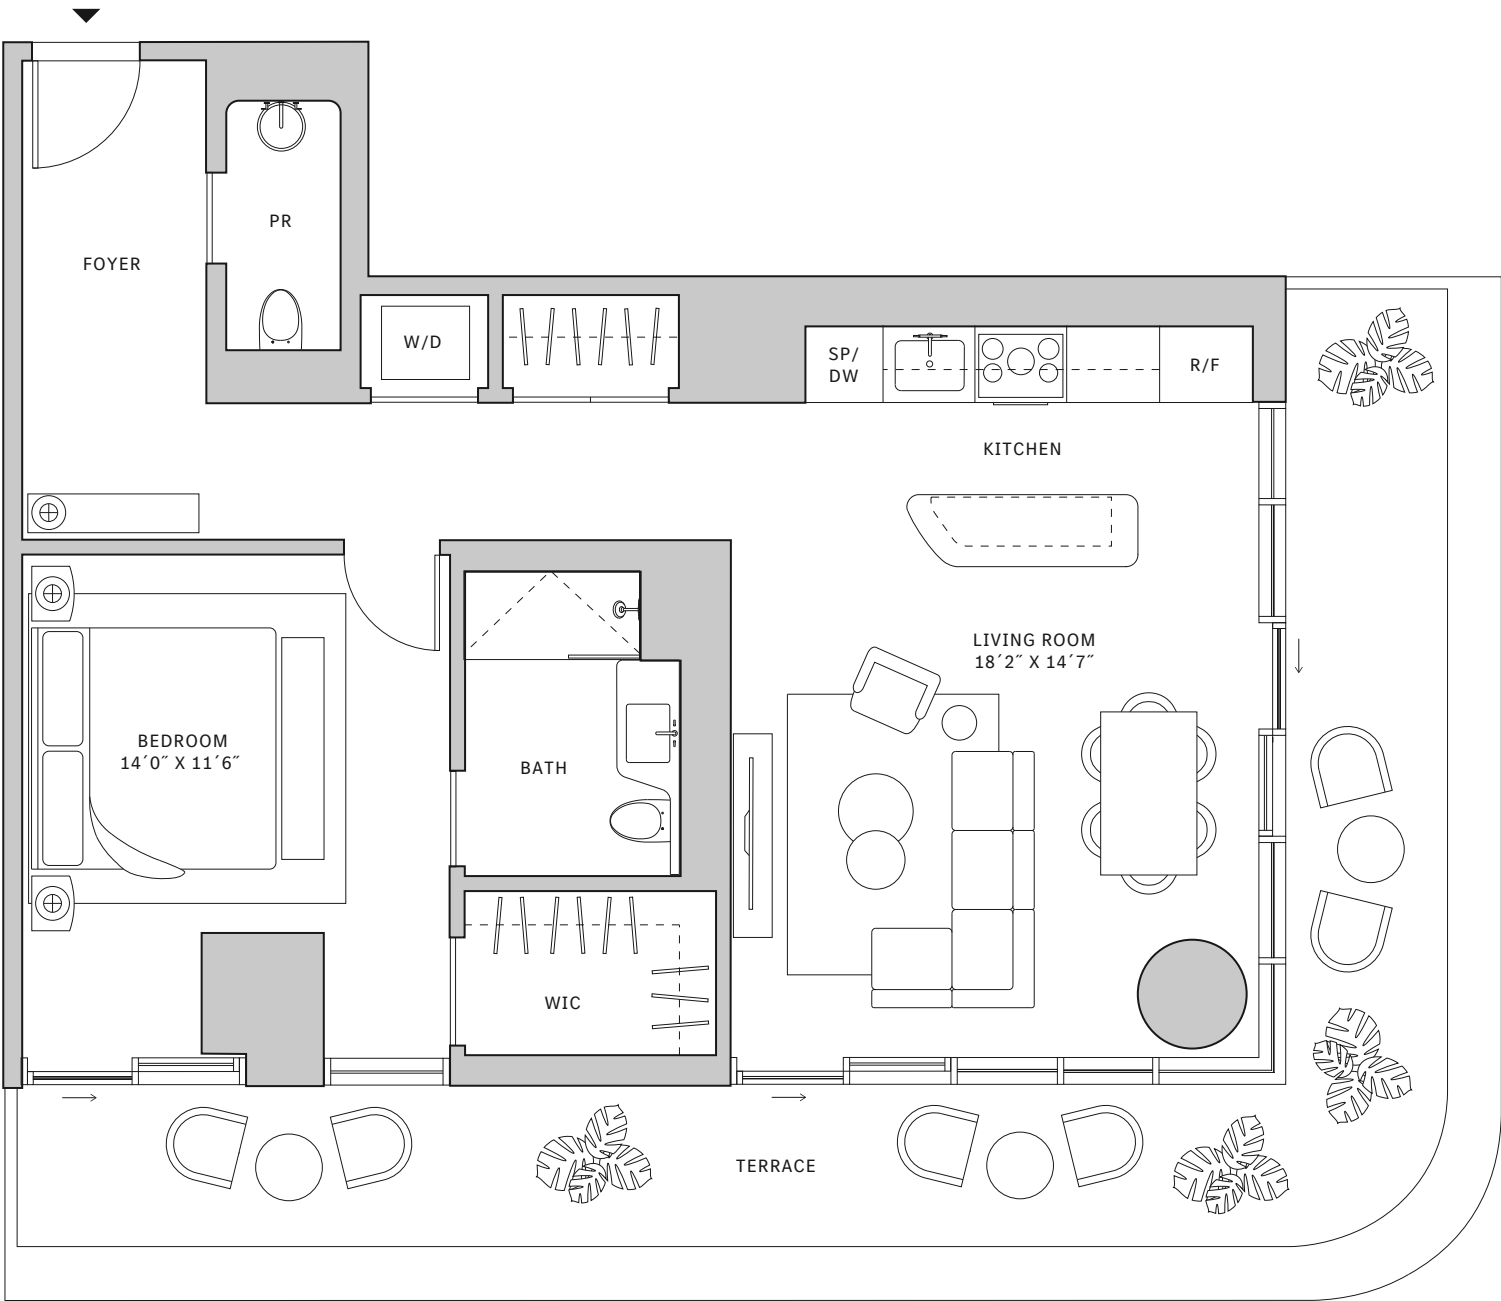 PR
FOYER
W/D
SP/
DW
R/F
KITCHEN
LIVING ROOM
18´2˝ X 14´7˝
BEDROOM
14´0˝ X 11´6˝
BATH
WIC
TERRACE